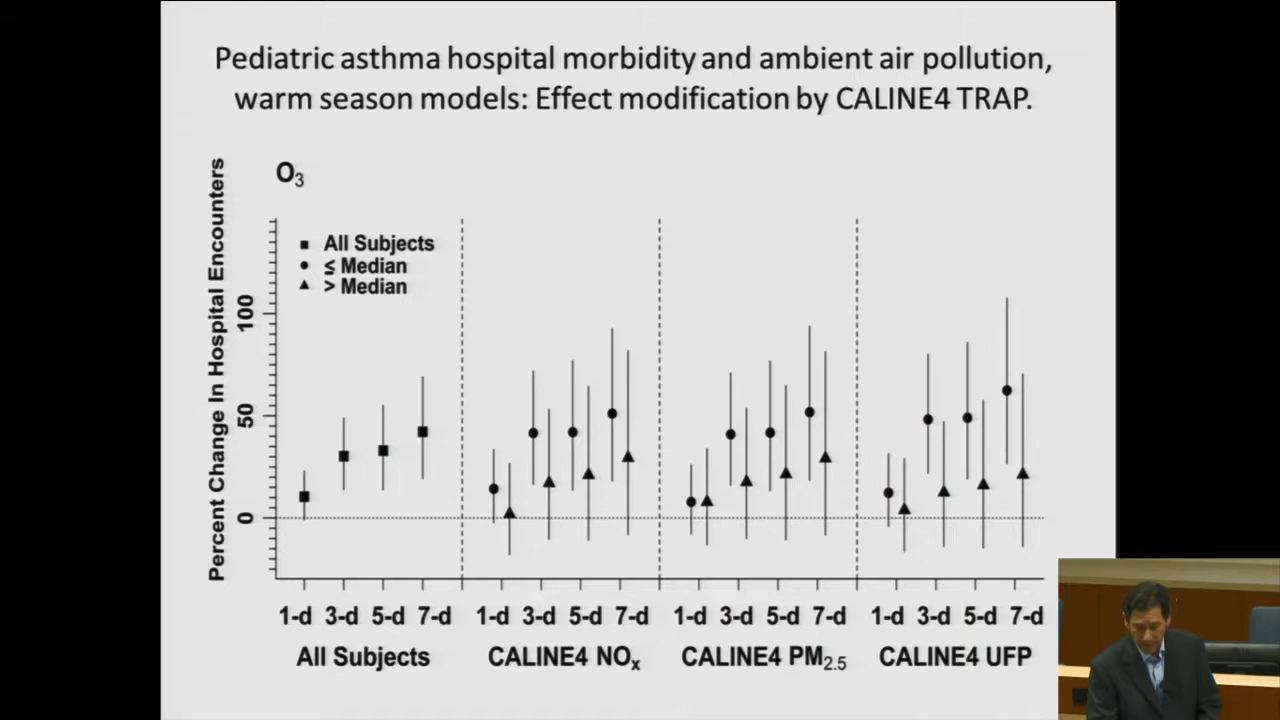 Pediatric asthma hospital morbidity and ambient air pollution,
warm season models: Effect modification by CALINE4 TRAP.
O3
Percent Change In Hospital Encounters
100
50
0
All Subjects
≤ Median
> Median
1-d 3-d 5-d 7-d 1-d 3-d 5-d 7-d 1-d 3-d 5-d 7-d 1-d 3-d 5-d 7-d
All Subjects CALINE4 NOx CALINE4 PM2.5 CALINE4 UFP